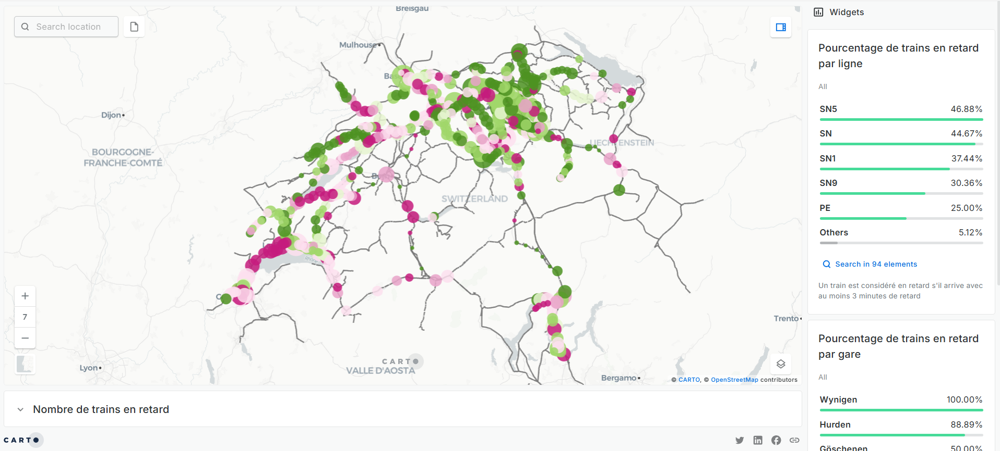 Search location
Breisgau
Mulhouse
Dijon
BOURGOGNE-
FRANCHE-COMTÉ
LIECHTENSTEIN
SWITZERLAND
Lyon
CARTO
VALLE D'AOSTA
Trento
Bergamo
+
7
−
© CARTO, © OpenStreetMap contributors
Nombre de trains en retard
CARTO
Widgets
Pourcentage de trains en retard
par ligne
All
SN5 46.88%
SN 44.67%
SN1 37.44%
SN9 30.36%
PE 25.00%
Others 5.12%
Search in 94 elements
Un train est considéré en retard s'il arrive avec
au moins 3 minutes de retard
Pourcentage de trains en retard
par gare
All
Wynigen 100.00%
Hurden 88.89%
Göschenen 50.00%